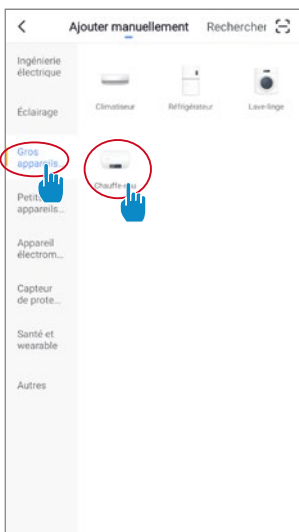 Ajouter manuellement Rechercher
Ingénierie
électrique
Climatiseur Réfrigérateur Lave-linge
Éclairage
Gros
appareils...
Chauffe-eau
Petits
appareils...
Appareil
électrom...
Capteur
de prote...
Santé et
wearable
Autres